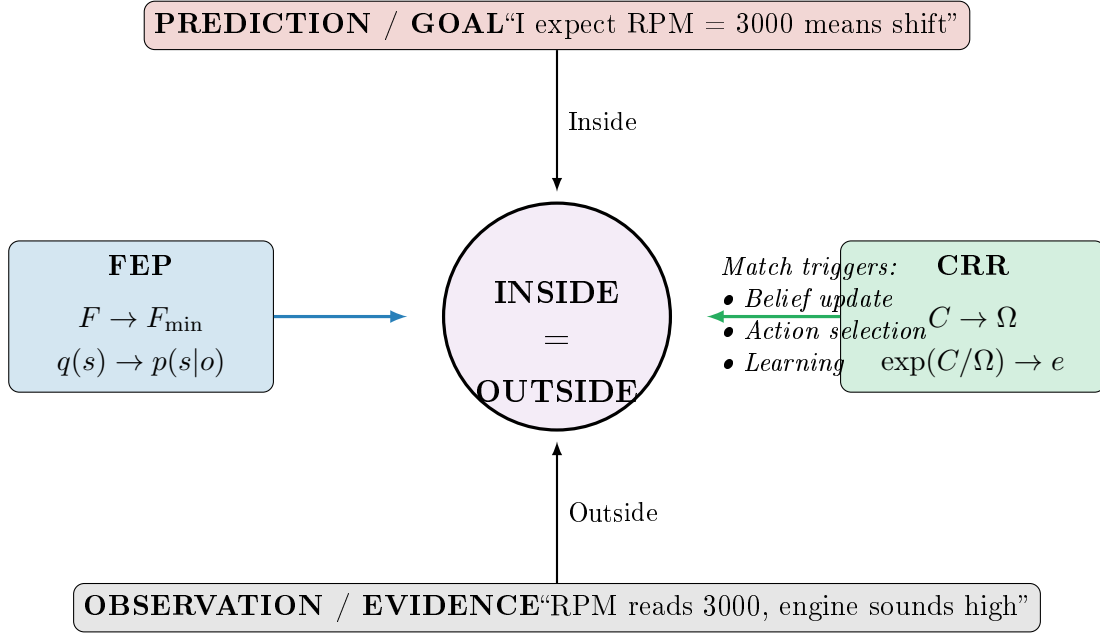 PREDICTION / GOAL“I expect RPM = 3000 means shift”
Inside
FEP
F → F_min
q(s) → p(s|o)
INSIDE
=
OUTSIDE
Match triggers:
• Belief update
• Action selection
• Learning
CRR
C → Ω
exp(C/Ω) → e
Outside
OBSERVATION / EVIDENCE“RPM reads 3000, engine sounds high”